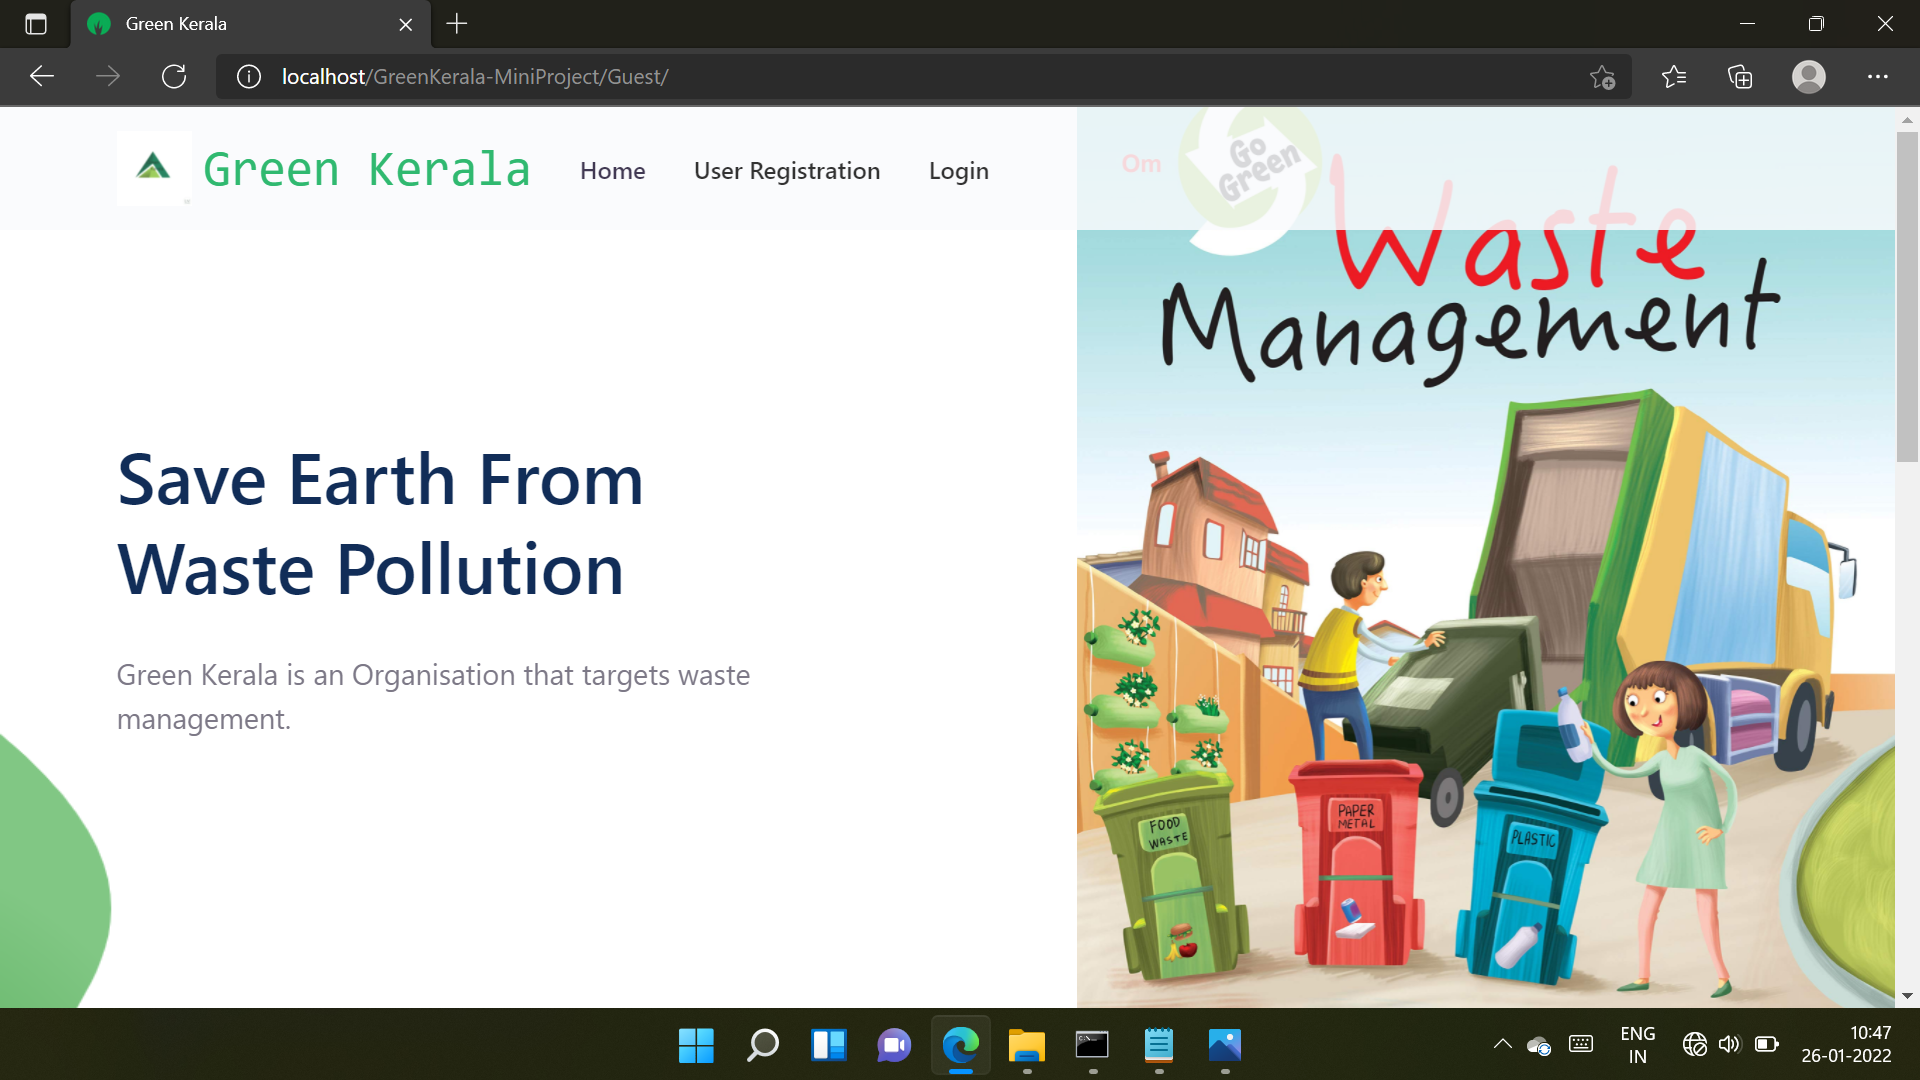 Green Kerala
localhost/GreenKerala-MiniProject/Guest/
Green Kerala
Home
User Registration
Login
Om
Go
Green
Waste
Management
Save Earth From
Waste Pollution
Green Kerala is an Organisation that targets waste
management.
FOOD
WASTE
PAPER
METAL
PLASTIC
ENG
IN
10:47
26-01-2022